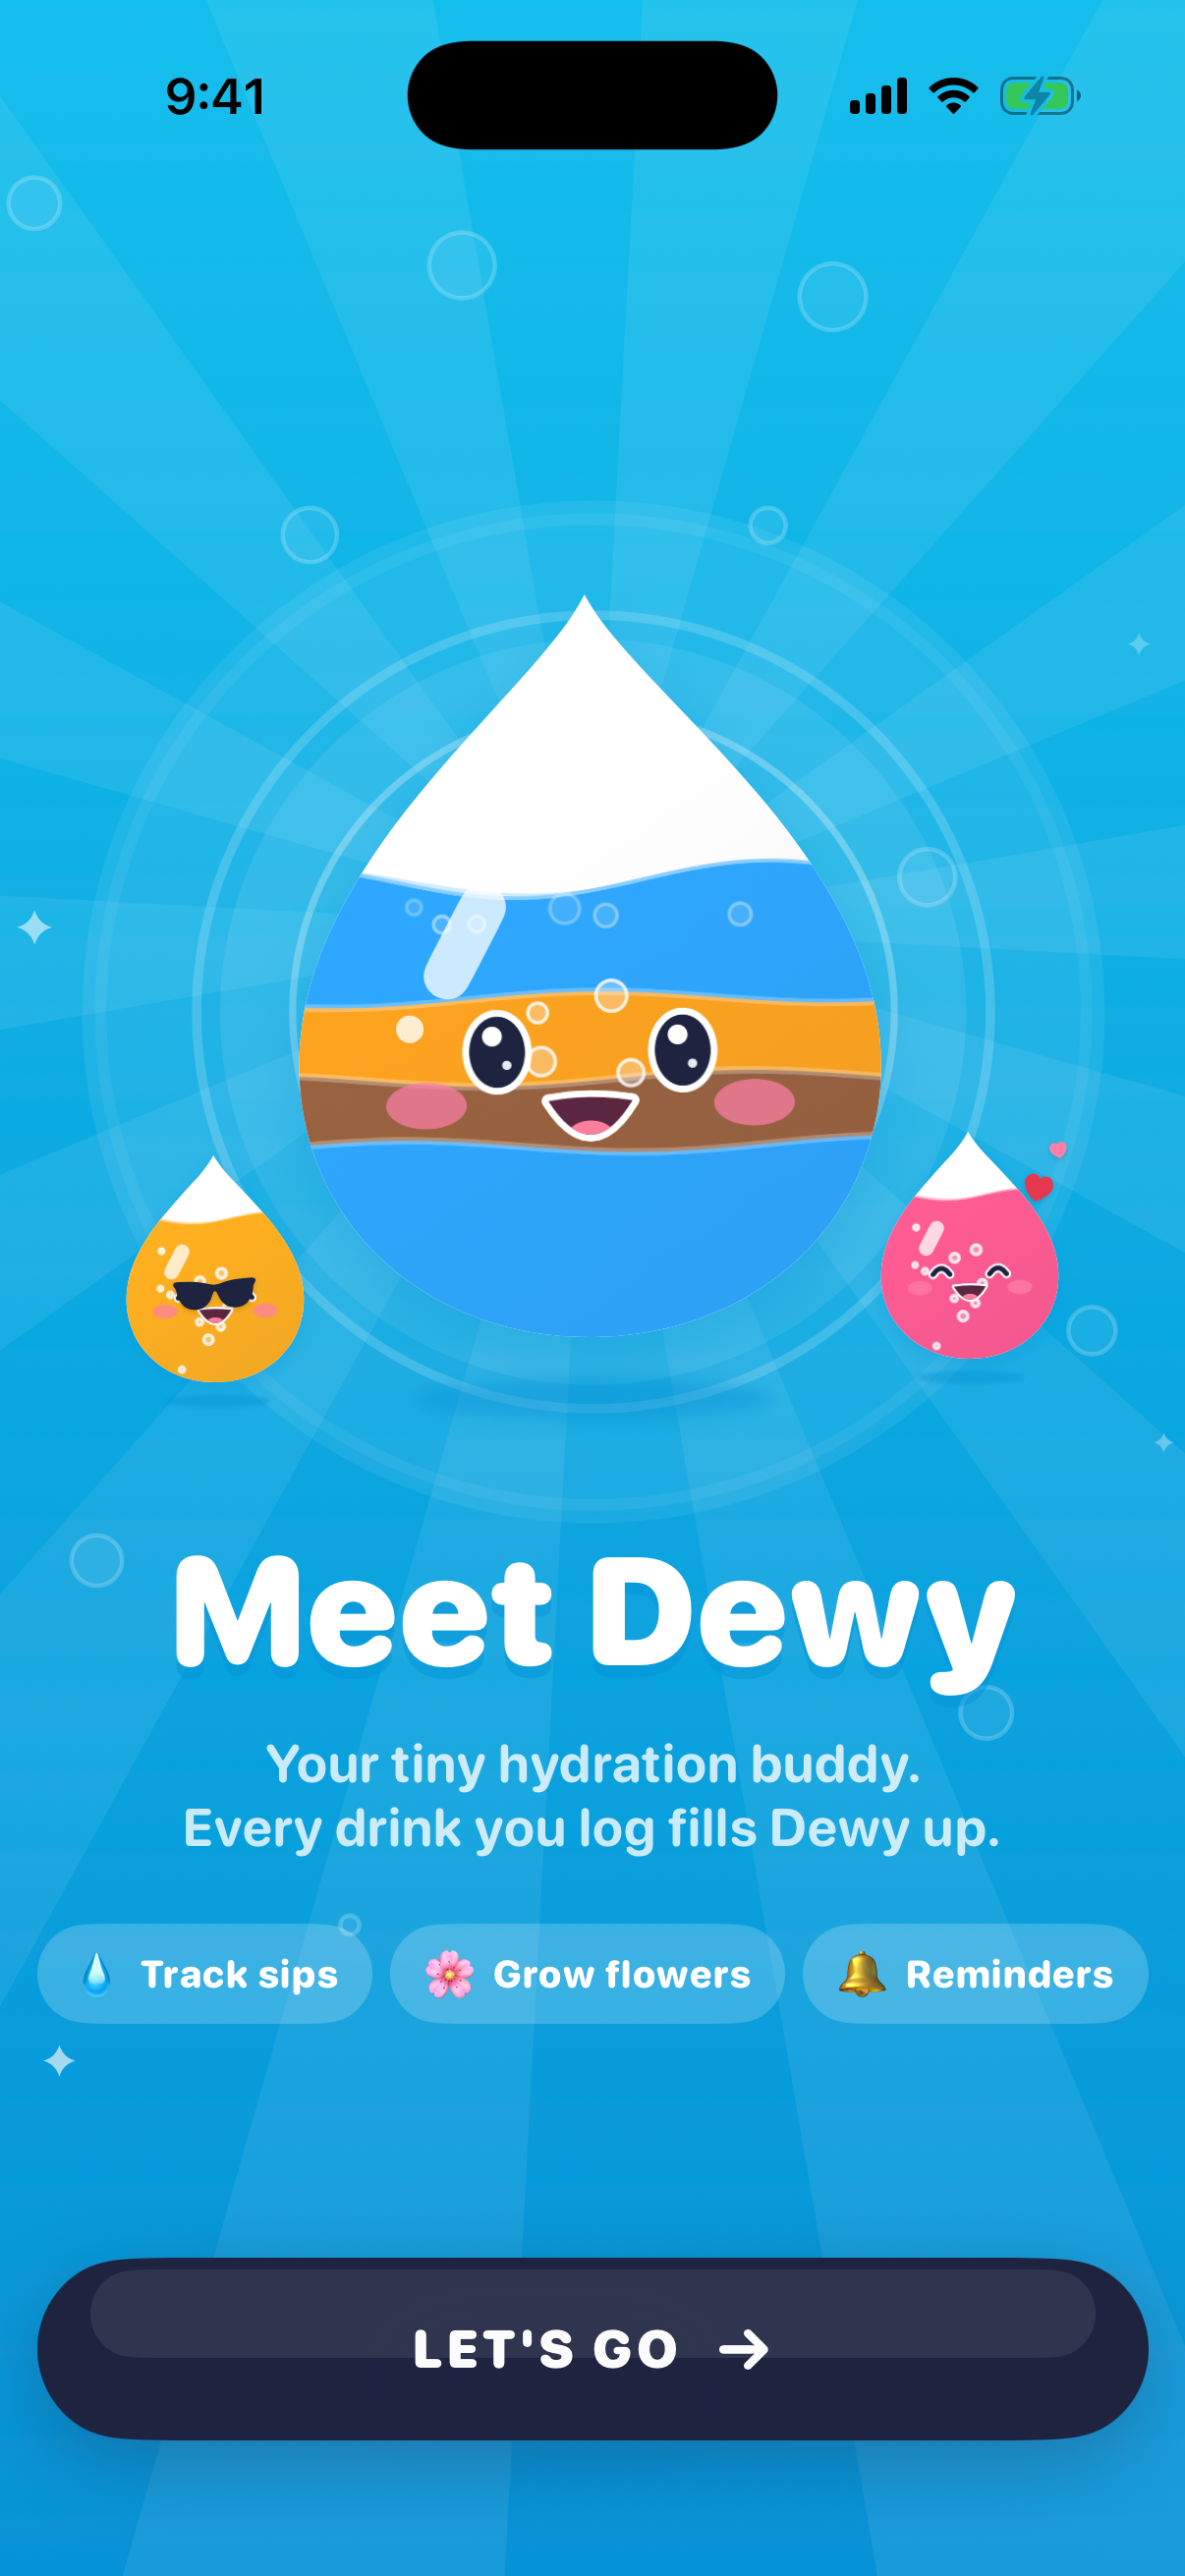 9:41
Meet Dewy
Your tiny hydration buddy.
Every drink you log fills Dewy up.
Track sips
Grow flowers
Reminders
LET'S GO →